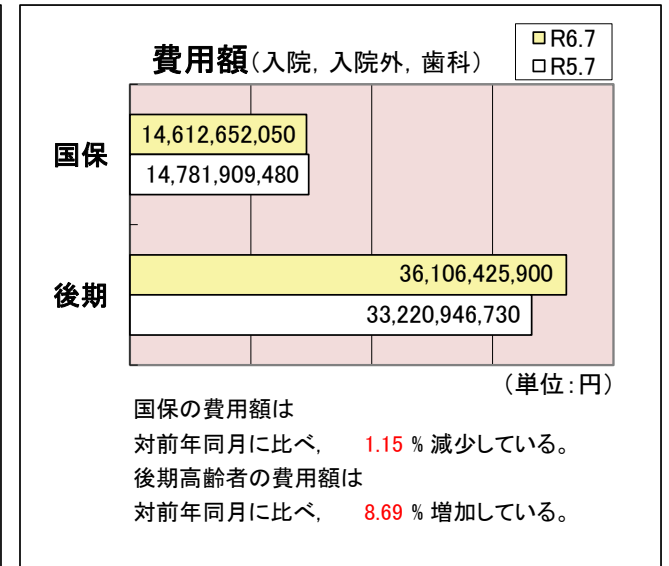 費用額(入院, 入院外, 歯科)
R6.7
R5.7
国保
14,612,652,050
14,781,909,480
後期
36,106,425,900
33,220,946,730
(単位:円)
国保の費用額は
対前年同月に比べ, 1.15 % 減少している。
後期高齢者の費用額は
対前年同月に比べ, 8.69 % 増加している。